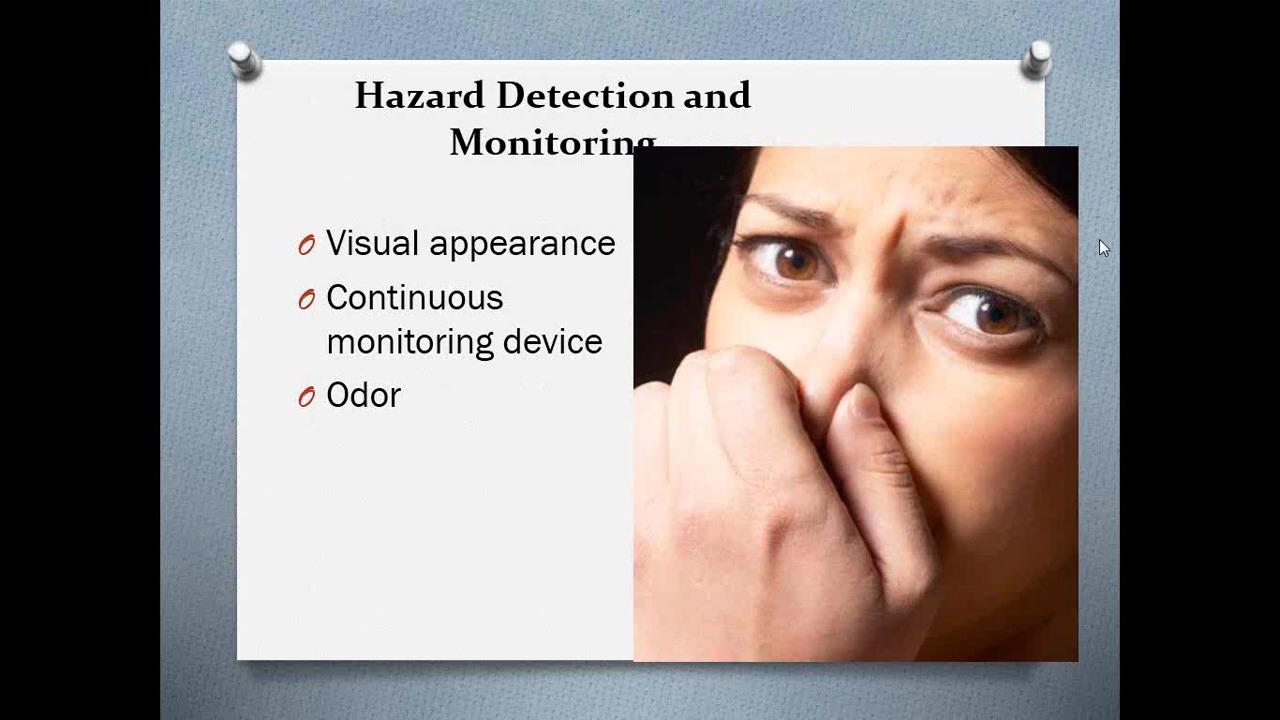 Hazard Detection and
Monitoring
Visual appearance
Continuous
monitoring device
Odor